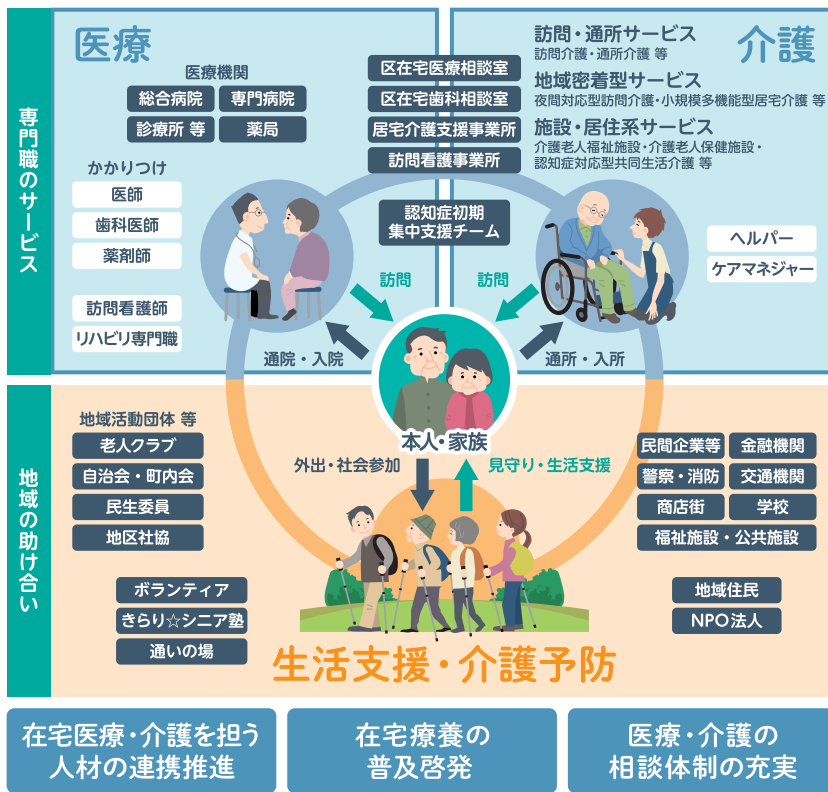 専門職のサービス
医療
医療機関
総合病院
専門病院
診療所 等
薬局
かかりつけ
医師
歯科医師
薬剤師
訪問看護師
リハビリ専門職
区在宅医療相談室
区在宅歯科相談室
居宅介護支援事業所
訪問看護事業所
認知症初期
集中支援チーム
介護
訪問・通所サービス
訪問介護・通所介護 等
地域密着型サービス
夜間対応型訪問介護・小規模多機能型居宅介護 等
施設・居住系サービス
介護老人福祉施設・介護老人保健施設・
認知症対応型共同生活介護 等
ヘルパー
ケアマネジャー
訪問
訪問
通院・入院
通所・入所
本人・家族
地域の助け合い
地域活動団体 等
老人クラブ
自治会・町内会
民生委員
地区社協
ボランティア
きらり☆シニア塾
通いの場
外出・社会参加
見守り・生活支援
民間企業等
金融機関
警察・消防
交通機関
商店街
学校
福祉施設・公共施設
地域住民
NPO法人
生活支援・介護予防
在宅医療・介護を担う
人材の連携推進
在宅療養の
普及啓発
医療・介護の
相談体制の充実